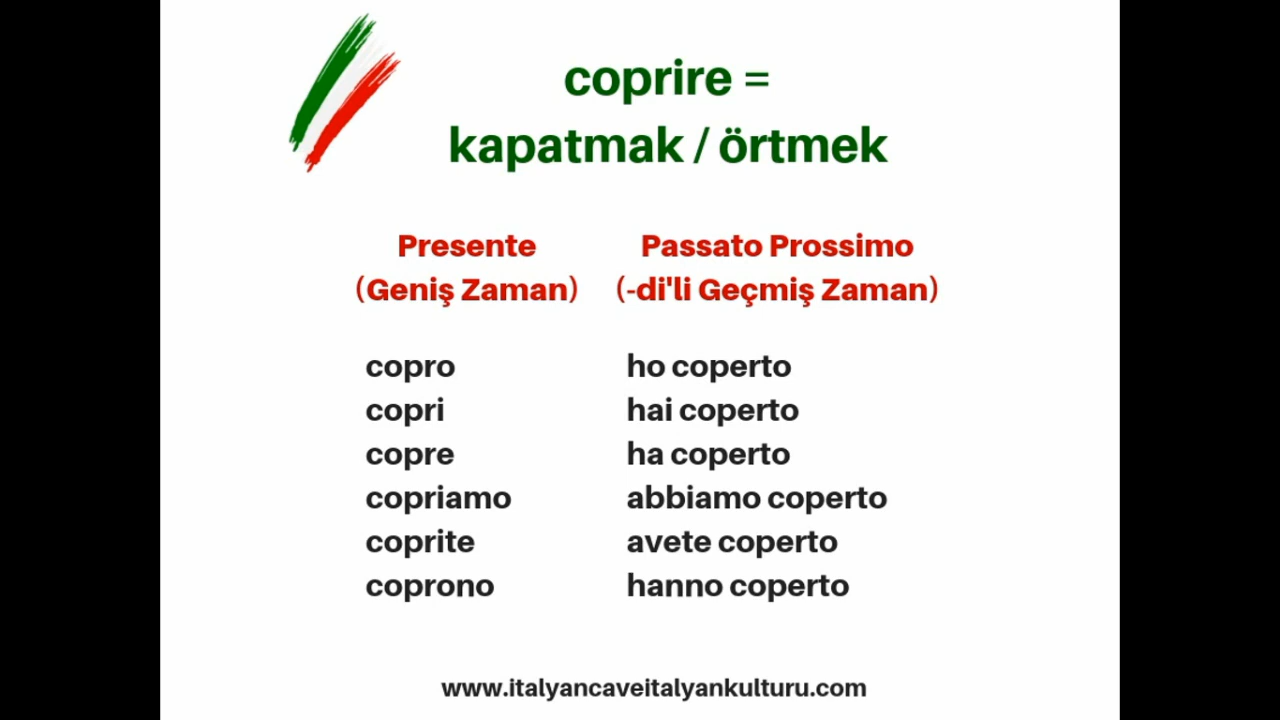 coprire =
kapatmak / örtmek
Presente
(Geniş Zaman)
Passato Prossimo
(-di'li Geçmiş Zaman)
copro
copri
copre
copriamo
coprite
coprono
ho coperto
hai coperto
ha coperto
abbiamo coperto
avete coperto
hanno coperto
www.italyancaveitalyankulturu.com